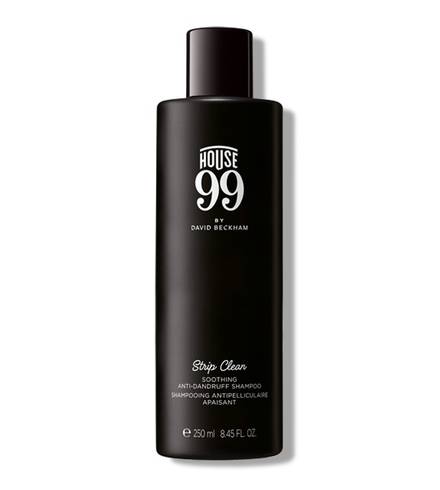 HOUSE
99
BY
DAVID BECKHAM
Strip Clean
SOOTHING
ANTI-DANDRUFF SHAMPOO
SHAMPOOING ANTIPELLICULAIRE
APAISANT
℮ 250 ml 8.45 FL. OZ.